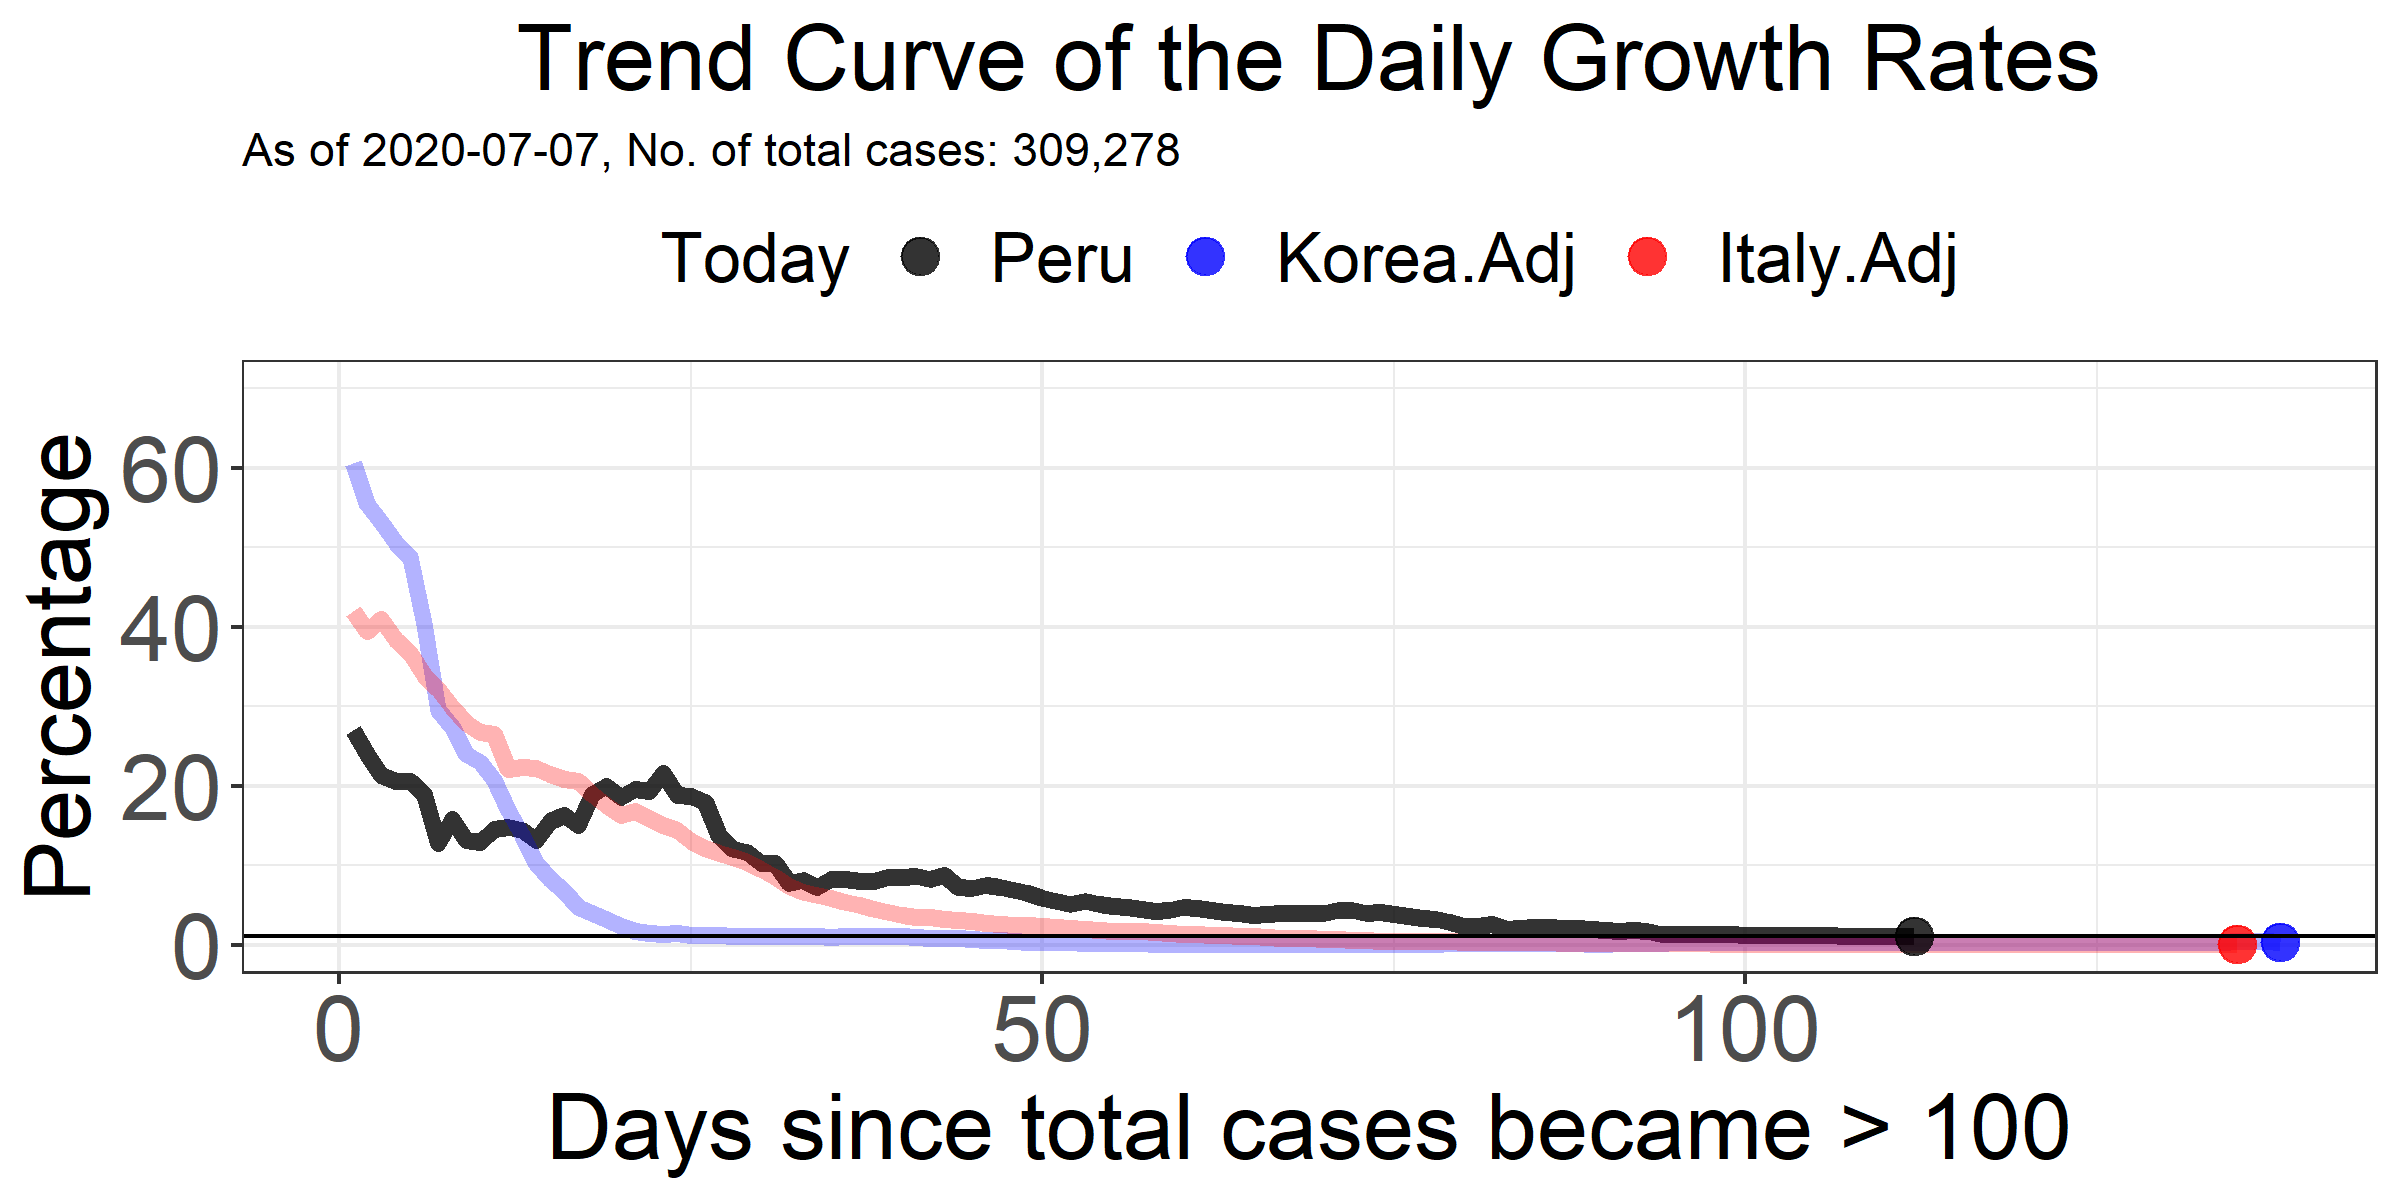 Trend Curve of the Daily Growth Rates
As of 2020-07-07, No. of total cases: 309,278
Today Peru Korea.Adj Italy.Adj
Percentage
60
40
20
0
0 50 100
Days since total cases became > 100